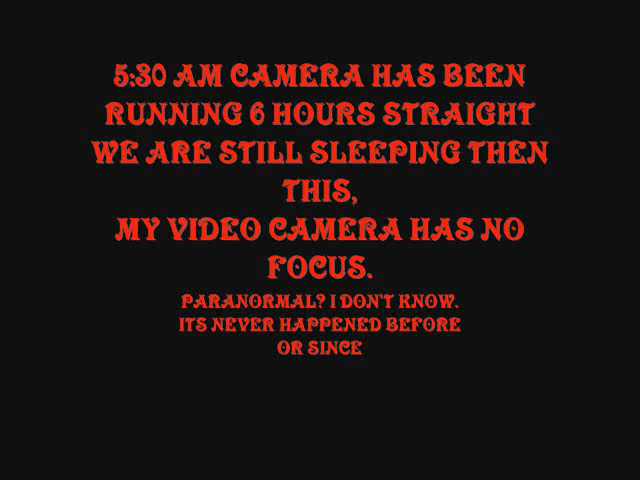 5:30 AM CAMERA HAS BEEN
RUNNING 6 HOURS STRAIGHT
WE ARE STILL SLEEPING THEN
THIS,
MY VIDEO CAMERA HAS NO
FOCUS.
PARANORMAL? I DON'T KNOW.
ITS NEVER HAPPENED BEFORE
OR SINCE